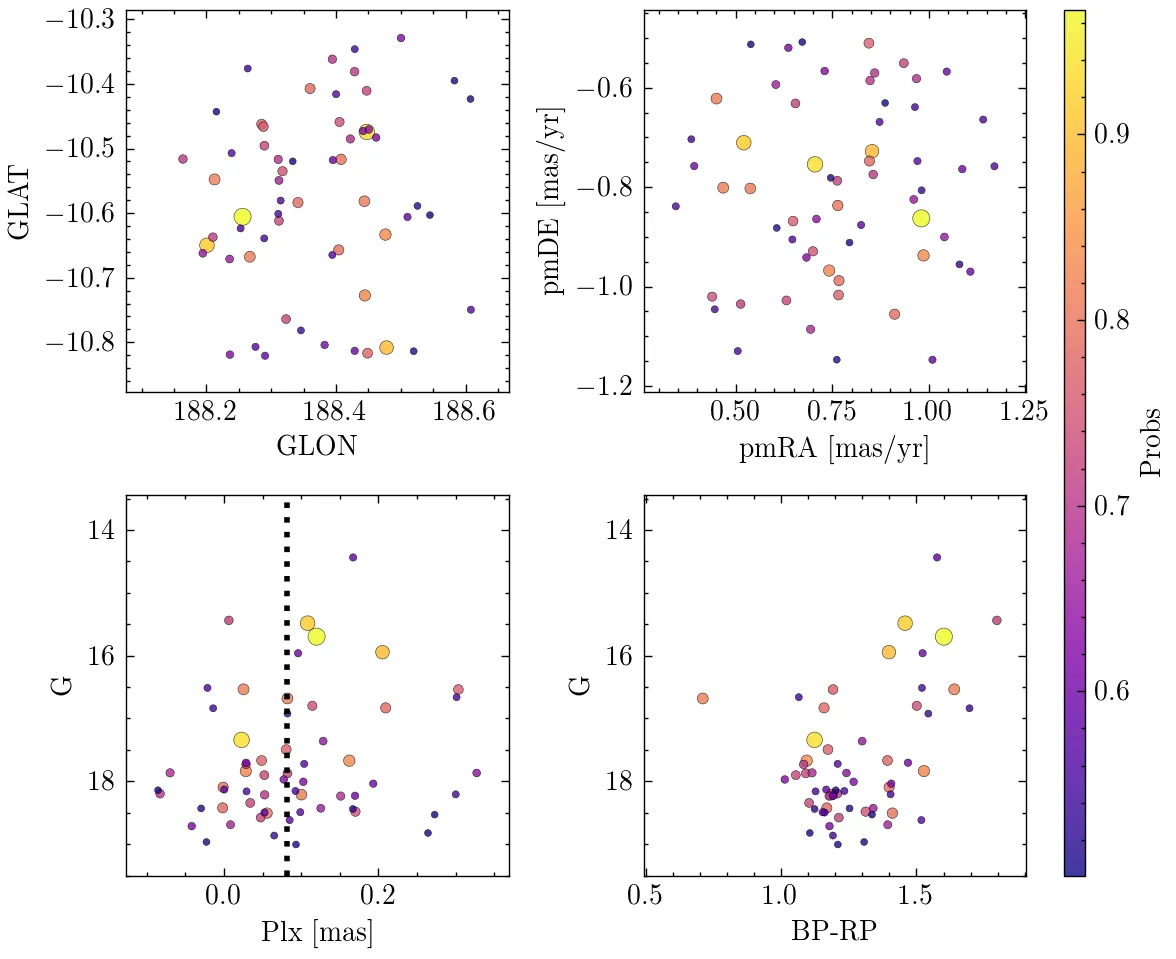 −10.3
−10.4
−10.5
−10.6
−10.7
−10.8
GLAT
188.2 188.4 188.6
GLON
−0.6
−0.8
−1.0
−1.2
pmDE [mas/yr]
0.50 0.75 1.00 1.25
pmRA [mas/yr]
14
16
18
G
0.0 0.2
Plx [mas]
14
16
18
G
0.5 1.0 1.5
BP-RP
0.9
0.8
0.7
0.6
Probs